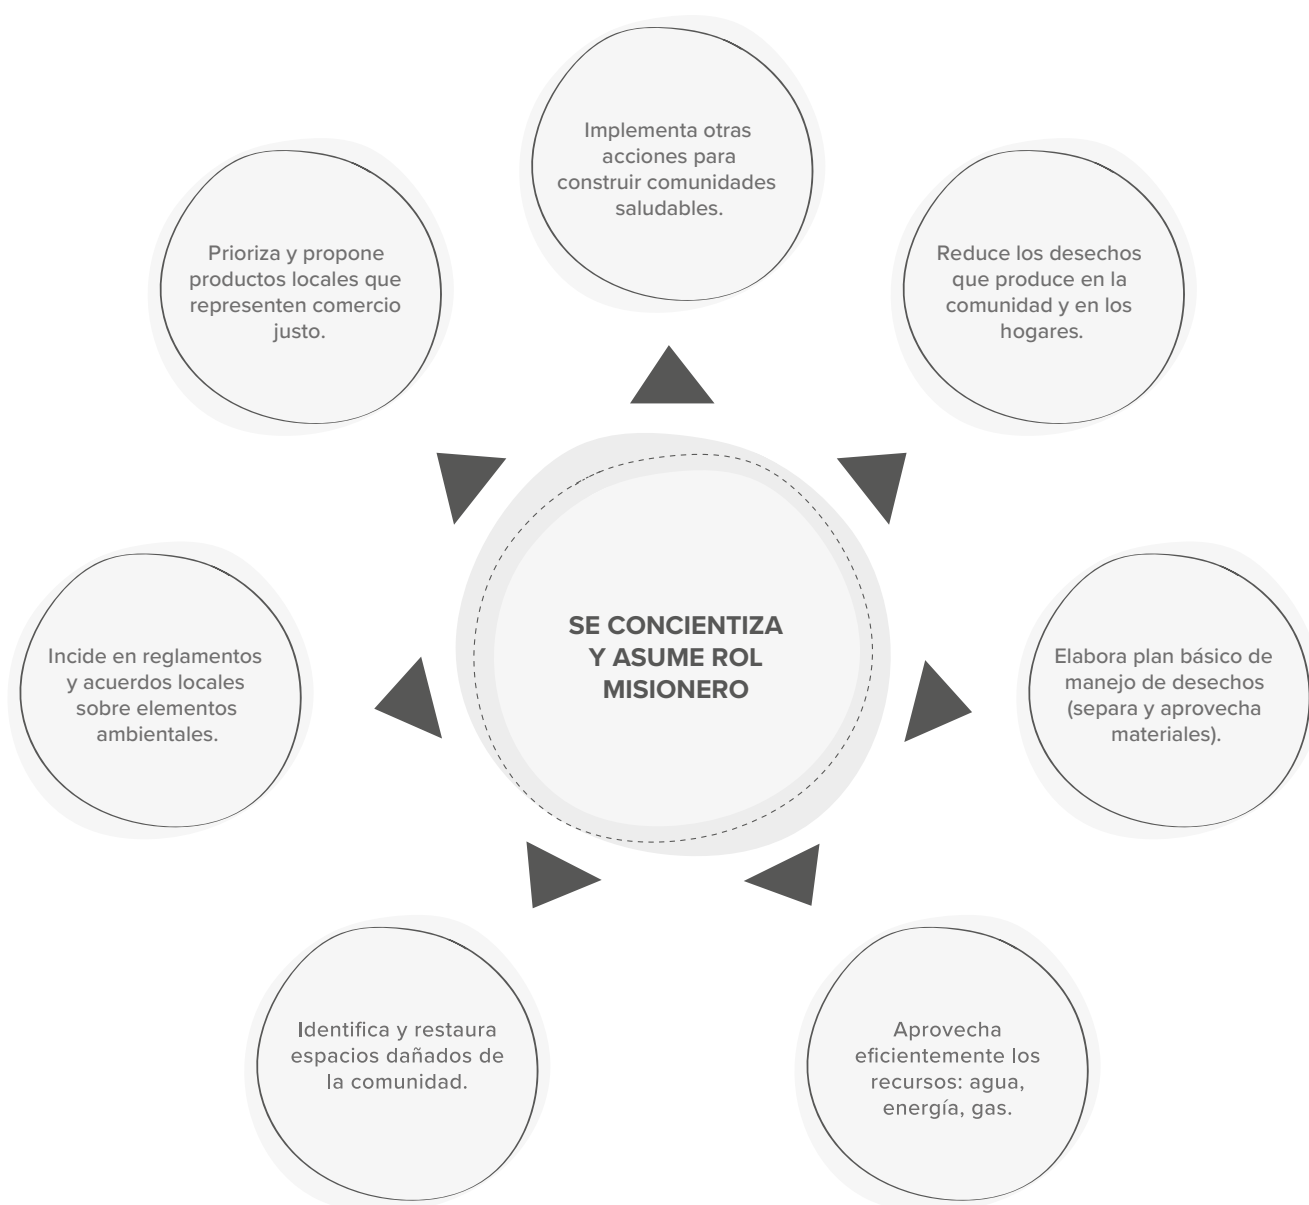 Implementa otras
acciones para
construir comunidades
saludables.
Prioriza y propone
productos locales que
representen comercio
justo.
Reduce los desechos
que produce en la
comunidad y en los
hogares.
SE CONCIENTIZA
Y ASUME ROL
MISIONERO
Incide en reglamentos
y acuerdos locales
sobre elementos
ambientales.
Elabora plan básico de
manejo de desechos
(separa y aprovecha
materiales).
Identifica y restaura
espacios dañados de
la comunidad.
Aprovecha
eficientemente los
recursos: agua,
energía, gas.